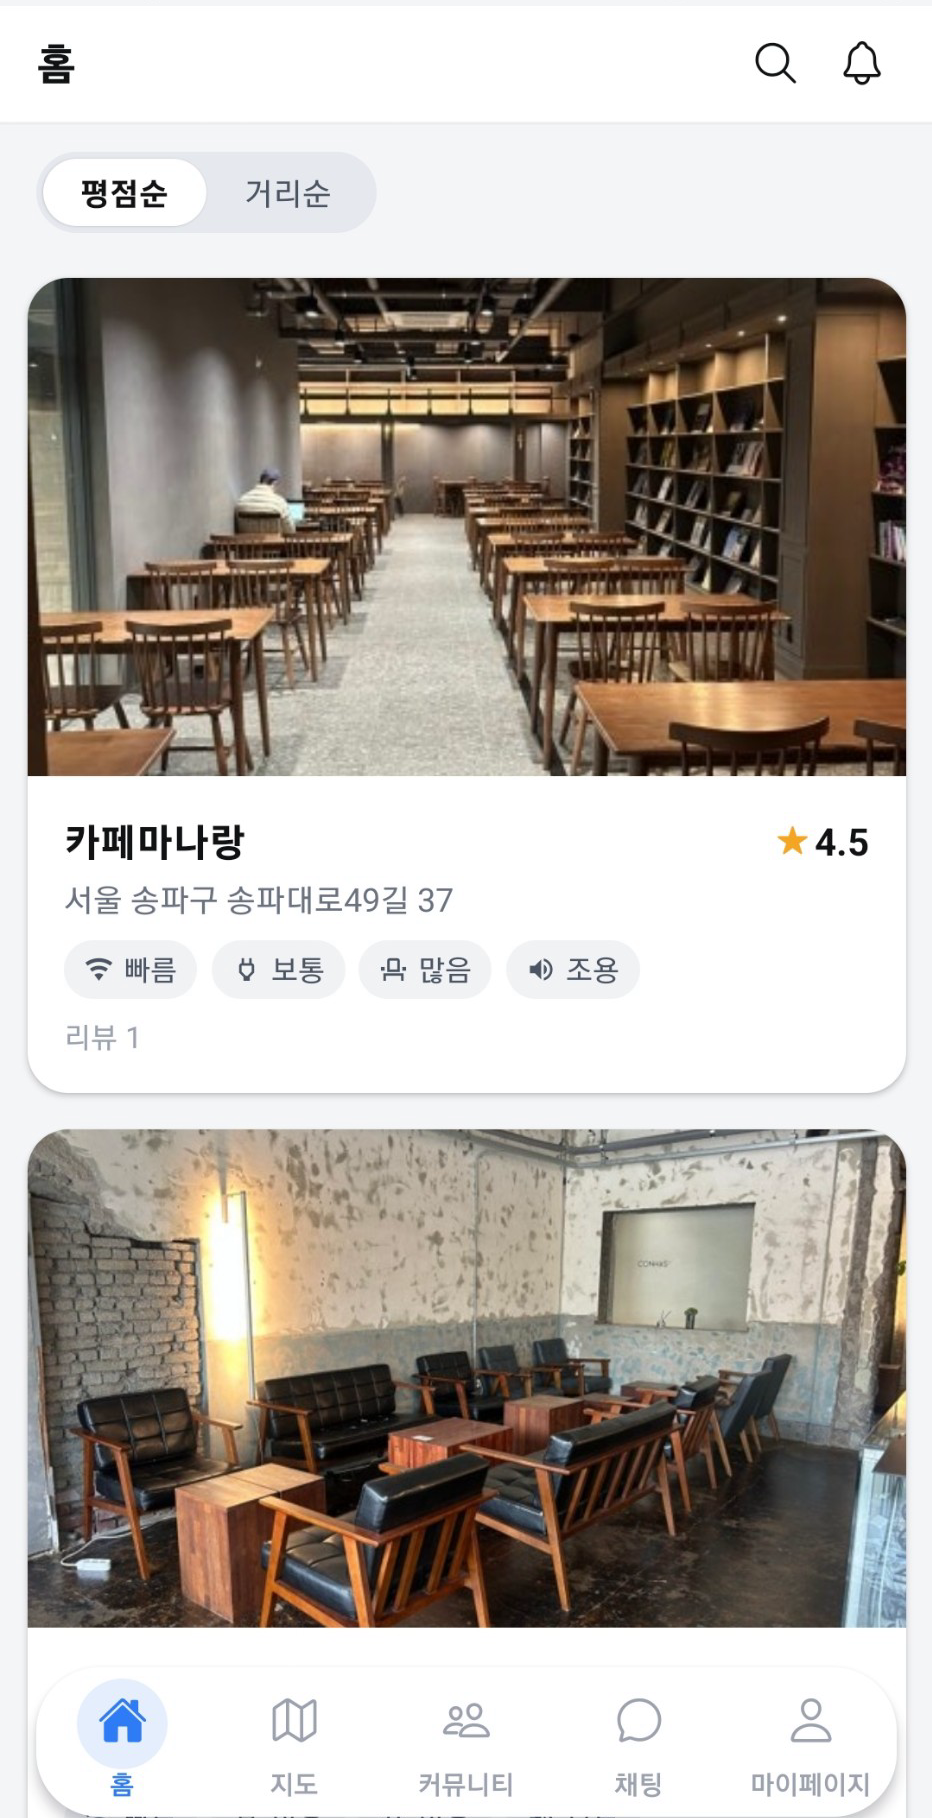 홈
평점순 거리순
카페마나랑 4.5
서울 송파구 송파대로49길 37
빠름 보통 많음 조용
리뷰 1
홈 지도 커뮤니티 채팅 마이페이지